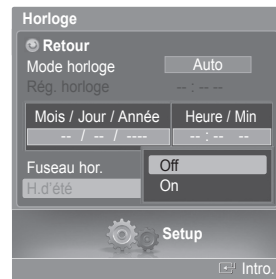 Horloge
Retour
Mode horloge Auto
Rég. horloge -- : -- --
Mois / Jour / Année Heure / Min
-- / -- / ---- -- : -- --
Fuseau hor. Off
H.d'été On
Setup
Intro.